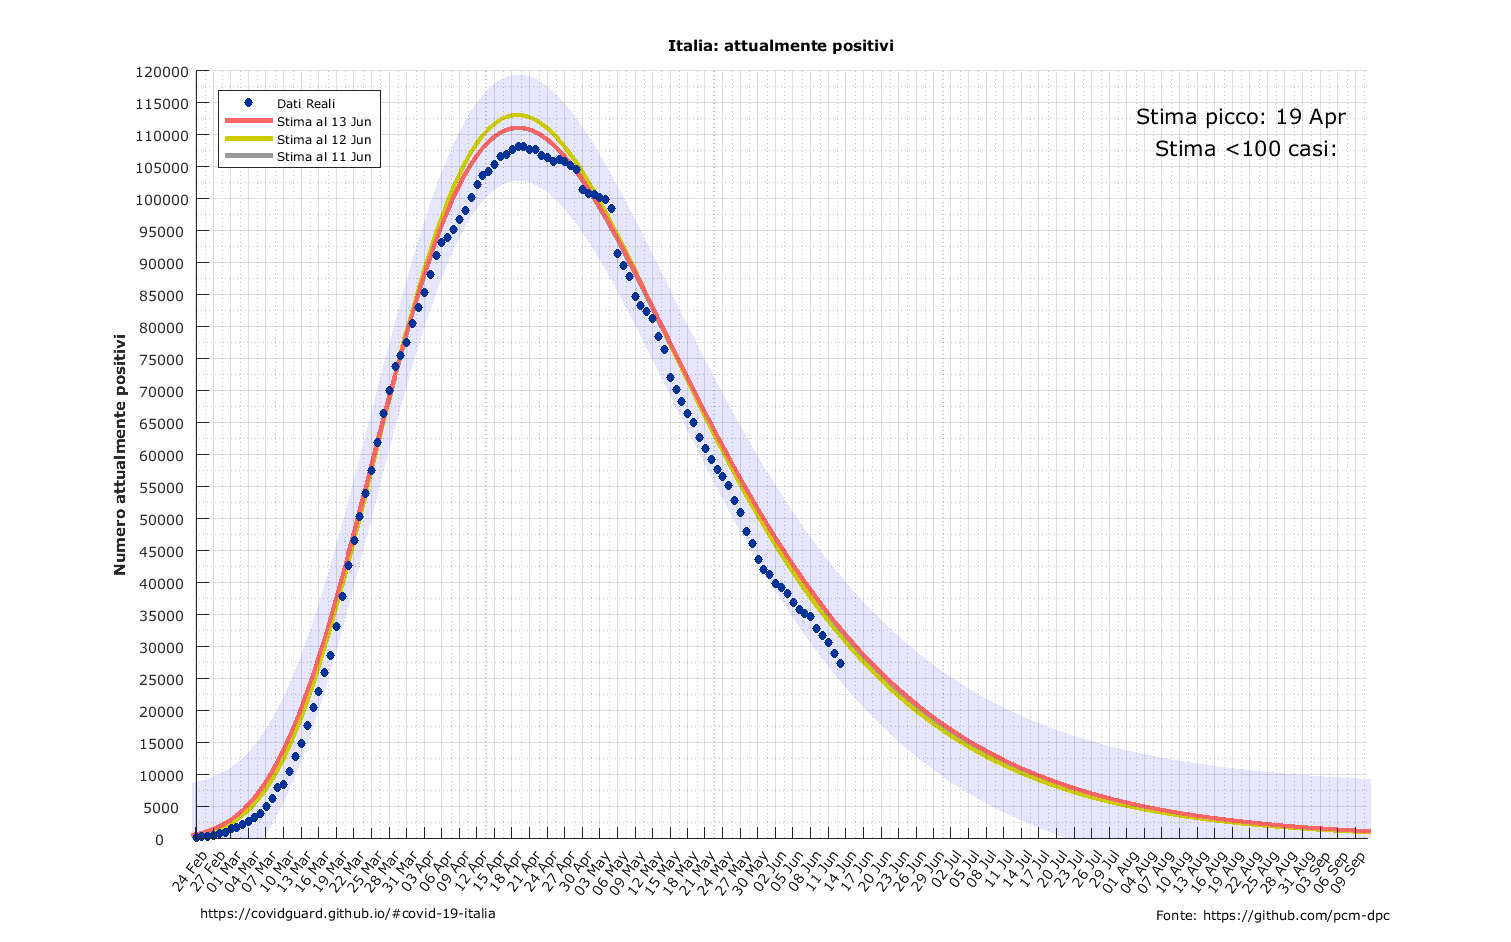 Italia: attualmente positivi
Stima picco: 19 Apr
Stima <100 casi:
Dati Reali
Stima al 13 Jun
Stima al 12 Jun
Stima al 11 Jun
Numero attualmente positivi
120000
115000
110000
105000
100000
95000
90000
85000
80000
75000
70000
65000
60000
55000
50000
45000
40000
35000
30000
25000
20000
15000
10000
5000
0
24 Feb
27 Feb
01 Mar
04 Mar
07 Mar
10 Mar
13 Mar
16 Mar
19 Mar
22 Mar
25 Mar
28 Mar
31 Mar
03 Apr
06 Apr
09 Apr
12 Apr
15 Apr
18 Apr
21 Apr
24 Apr
27 Apr
30 Apr
03 May
06 May
09 May
12 May
15 May
18 May
21 May
24 May
27 May
30 May
02 Jun
05 Jun
08 Jun
11 Jun
14 Jun
17 Jun
20 Jun
23 Jun
26 Jun
29 Jun
02 Jul
05 Jul
08 Jul
11 Jul
14 Jul
17 Jul
20 Jul
23 Jul
26 Jul
29 Jul
01 Aug
04 Aug
07 Aug
10 Aug
13 Aug
16 Aug
19 Aug
22 Aug
25 Aug
28 Aug
31 Aug
03 Sep
06 Sep
09 Sep
https://covidguard.github.io/#covid-19-italia
Fonte: https://github.com/pcm-dpc